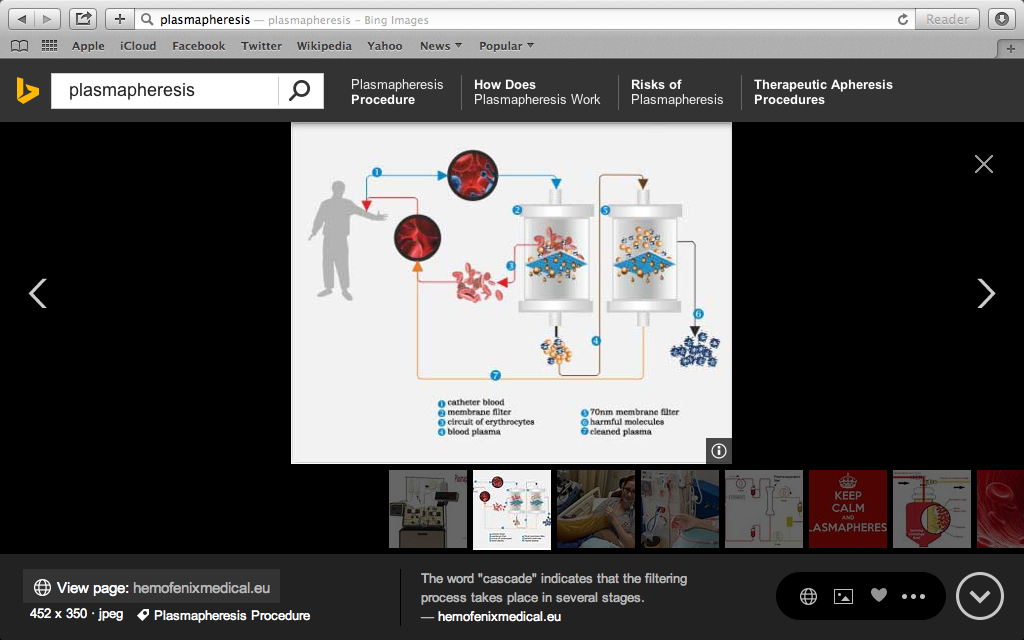 plasmapheresis — plasmapheresis – Bing Images
Reader
Apple iCloud Facebook Twitter Wikipedia Yahoo News Popular
plasmapheresis
Plasmapheresis
Procedure
How Does
Plasmapheresis Work
Risks of
Plasmapheresis
Therapeutic Apheresis
Procedures
1
2
5
3
6
4
7
1 catheter blood
2 membrane filter
3 circuit of erythrocytes
4 blood plasma
5 70nm membrane filter
6 harmful molecules
7 cleaned plasma
KEEP
CALM
AND
LASMAPHERES
View page: hemofenixmedical.eu
452 x 350 · jpeg Plasmapheresis Procedure
The word "cascade" indicates that the filtering
process takes place in several stages.
— hemofenixmedical.eu